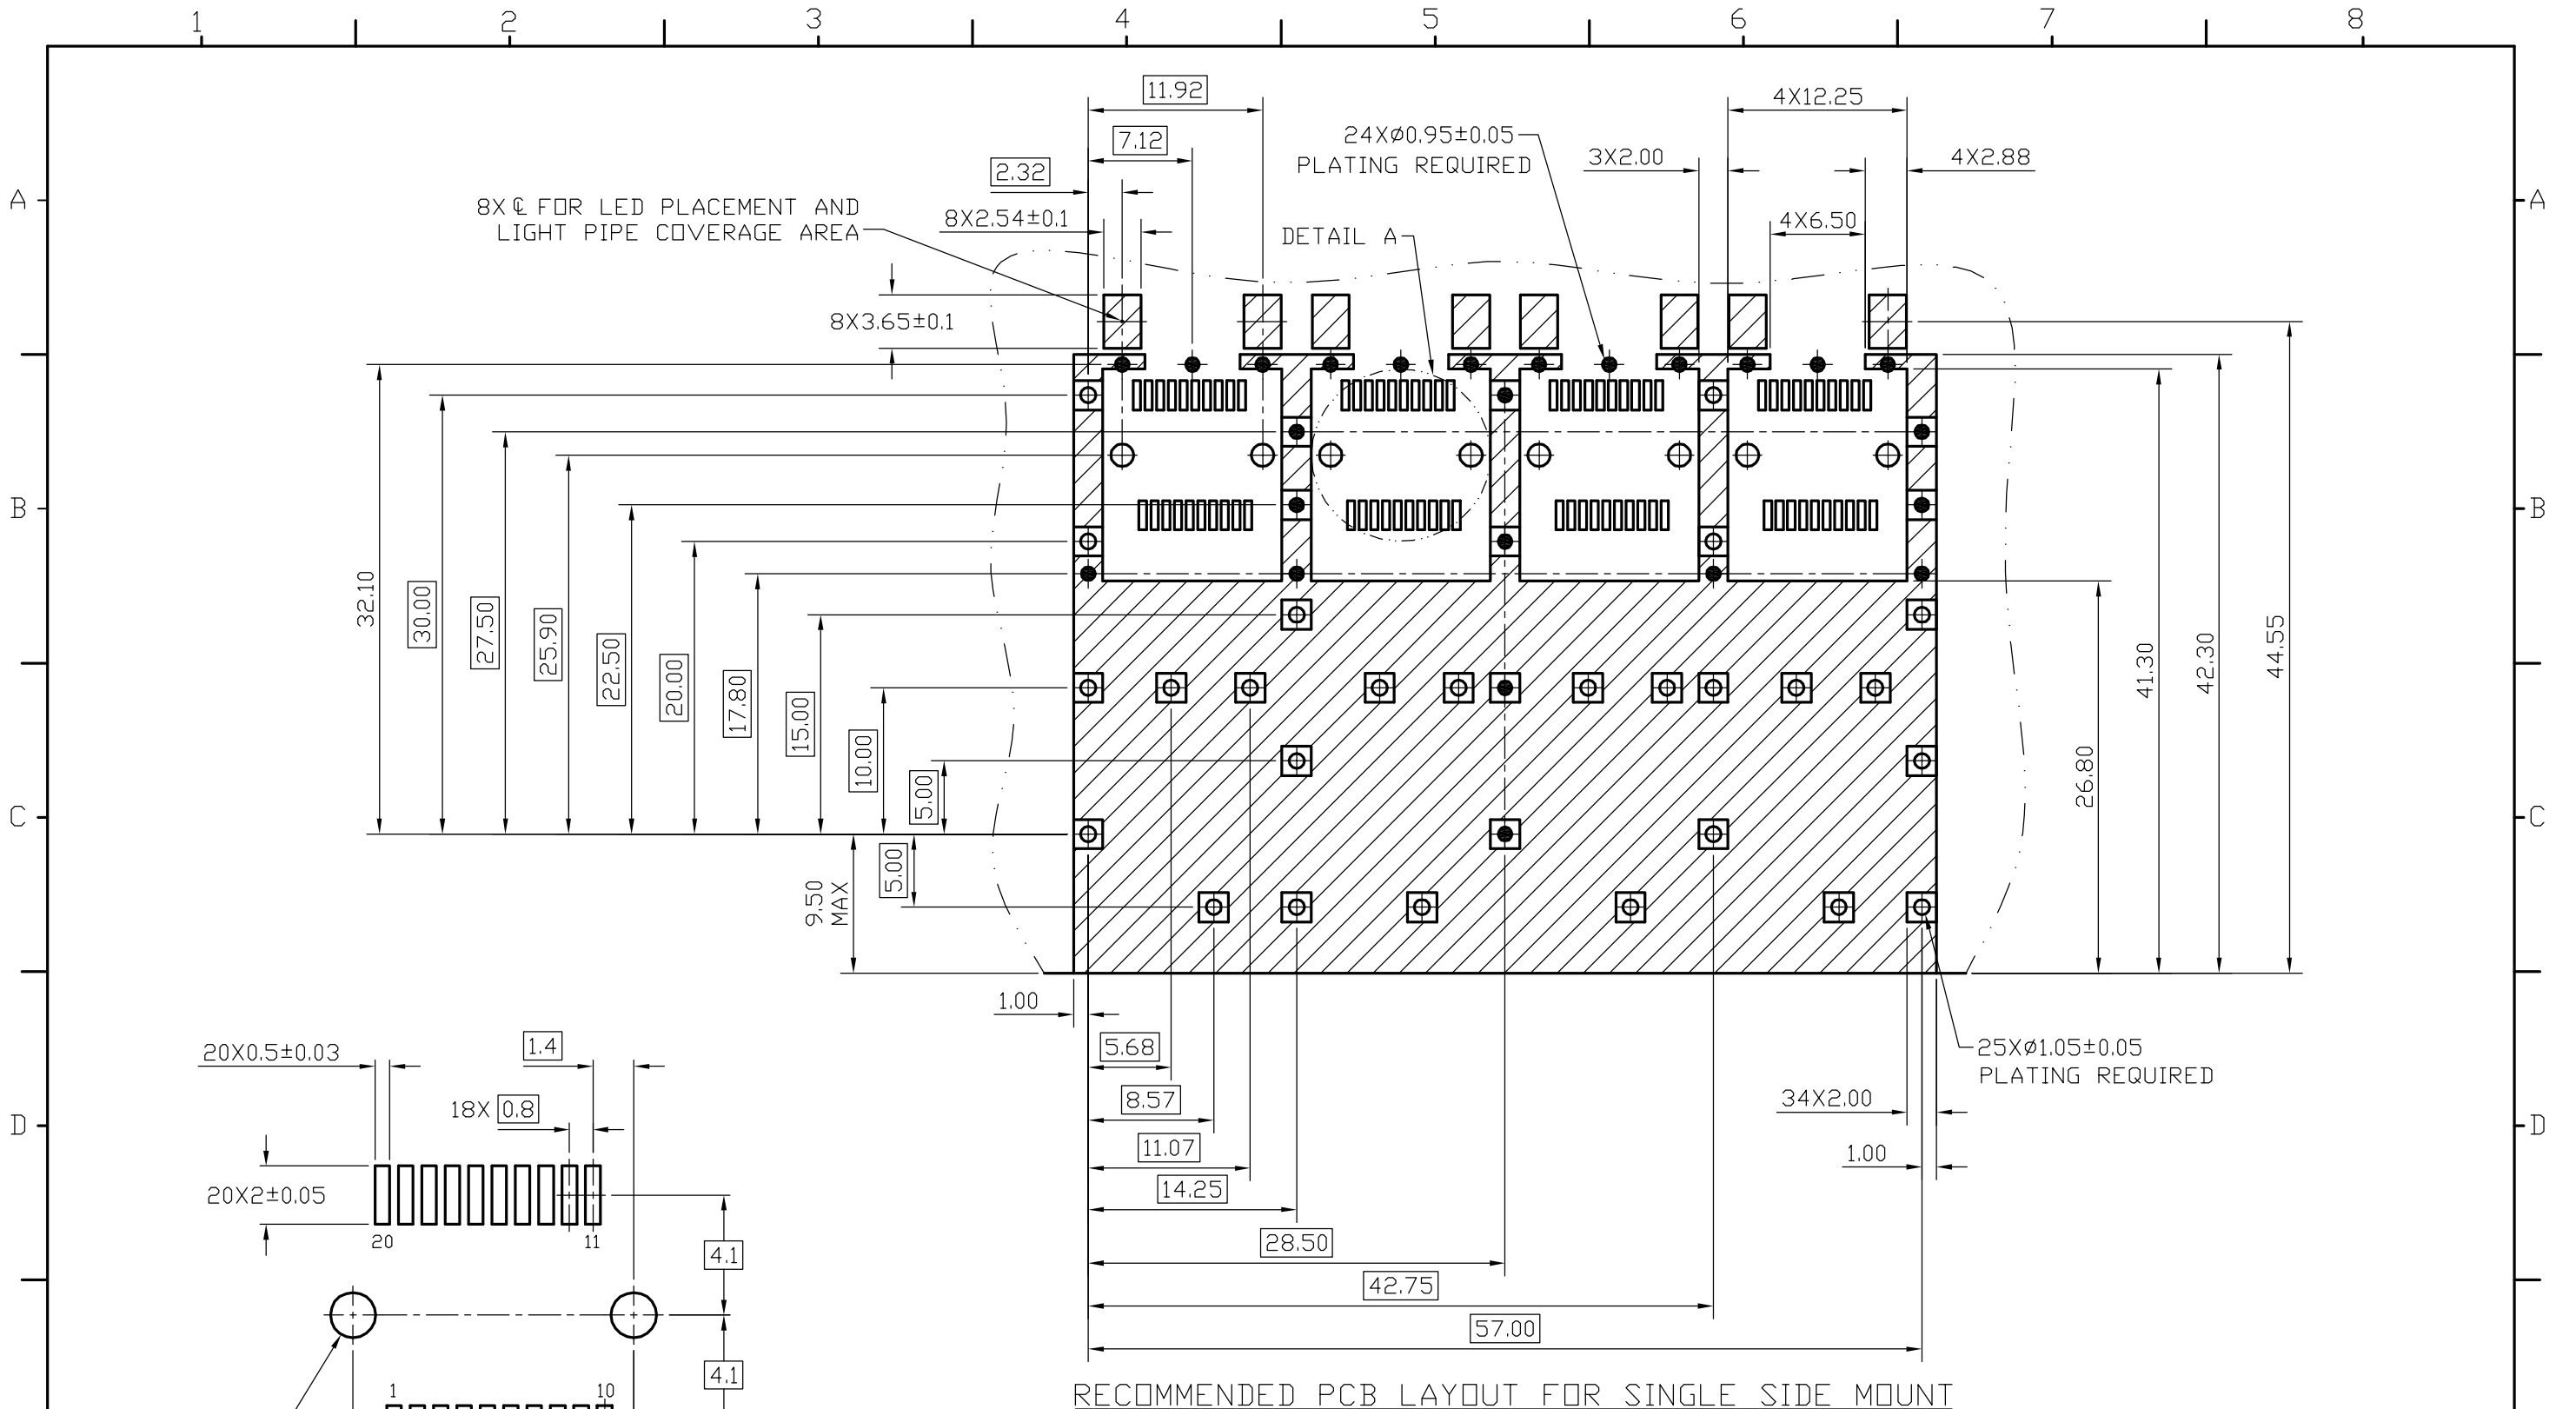 1 2 3 4 5 6 7 8
11.92
4X12.25
7.12
24XØ0.95±0.05
PLATING REQUIRED
3X2.00
4X2.88
2.32
A
A
8X ℄ FOR LED PLACEMENT AND
LIGHT PIPE COVERAGE AREA
8X2.54±0.1
4X6.50
DETAIL A
8X3.65±0.1
B
B
32.10
30.00
27.50
25.90
22.50
20.00
17.80
15.00
10.00
5.00
5.00
9.50
MAX
26.80
41.30
42.30
44.55
C
C
1.00
5.68
8.57
11.07
14.25
28.50
42.75
57.00
25XØ1.05±0.05
PLATING REQUIRED
34X2.00
1.00
D
D
20X0.5±0.03
1.4
18X 0.8
20X2±0.05
20 11
4.1
4.1
1 10
RECOMMENDED PCB LAYOUT FOR SINGLE SIDE MOUNT